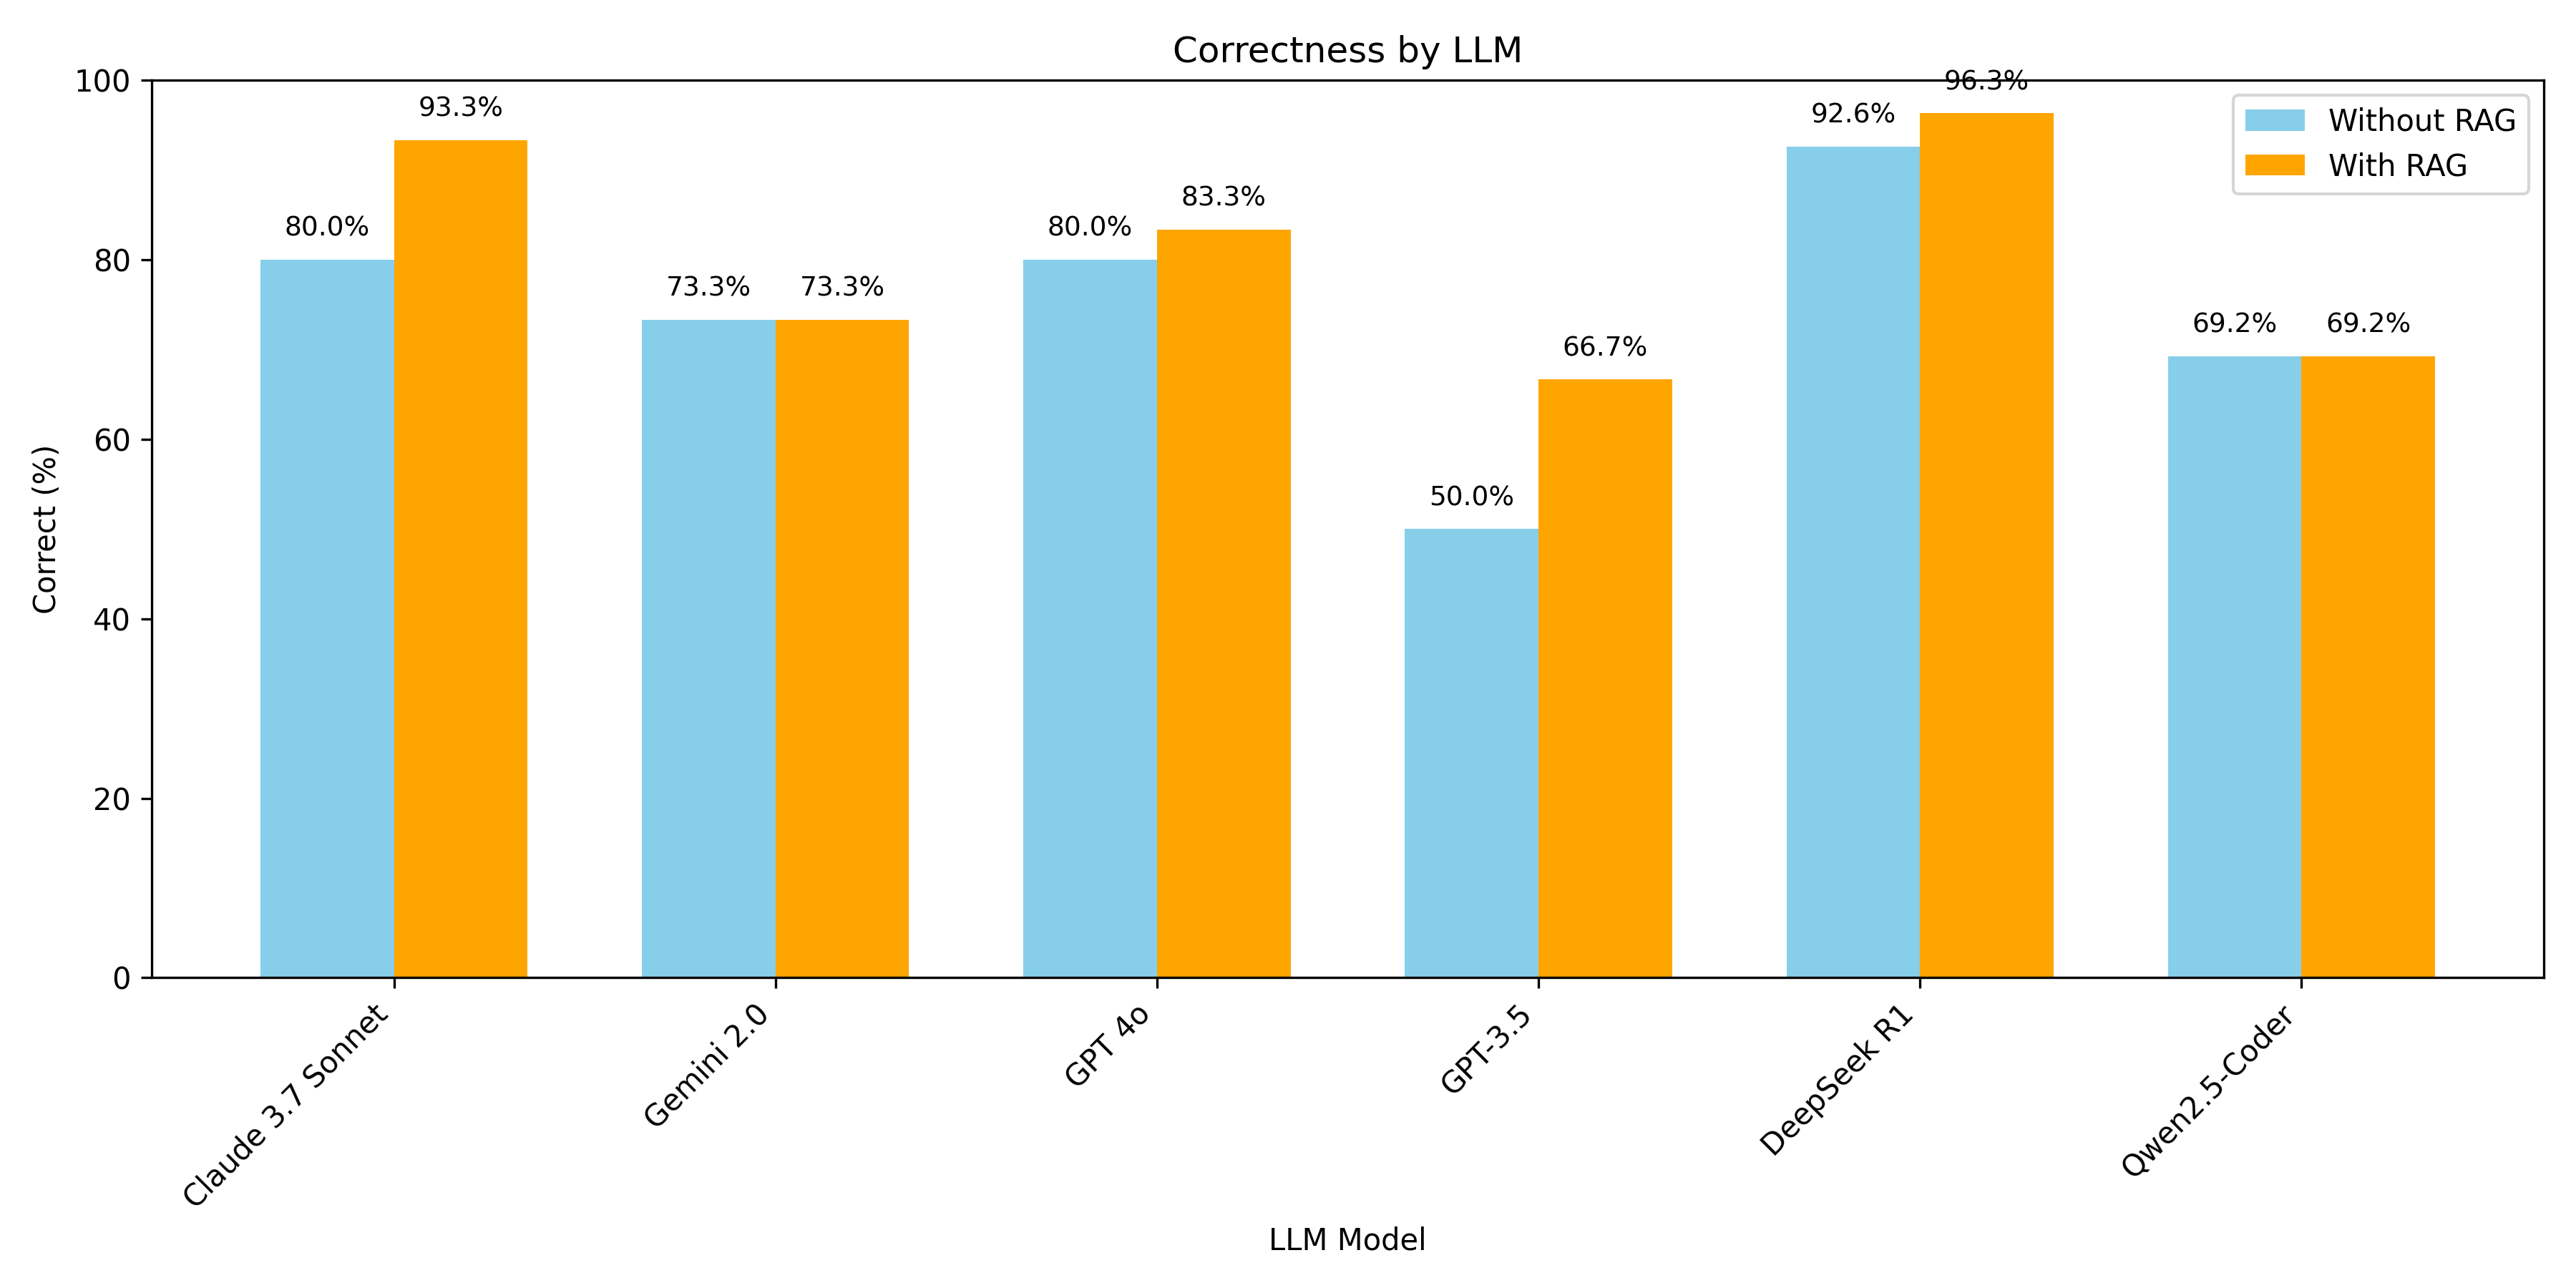 Correctness by LLM
100
80
60
40
20
0
Correct (%)
93.3%
80.0%
73.3%
73.3%
80.0%
83.3%
50.0%
66.7%
92.6%
96.3%
69.2%
69.2%
Without RAG
With RAG
Claude 3.7 Sonnet
Gemini 2.0
GPT 4o
GPT-3.5
DeepSeek R1
Qwen2.5-Coder
LLM Model